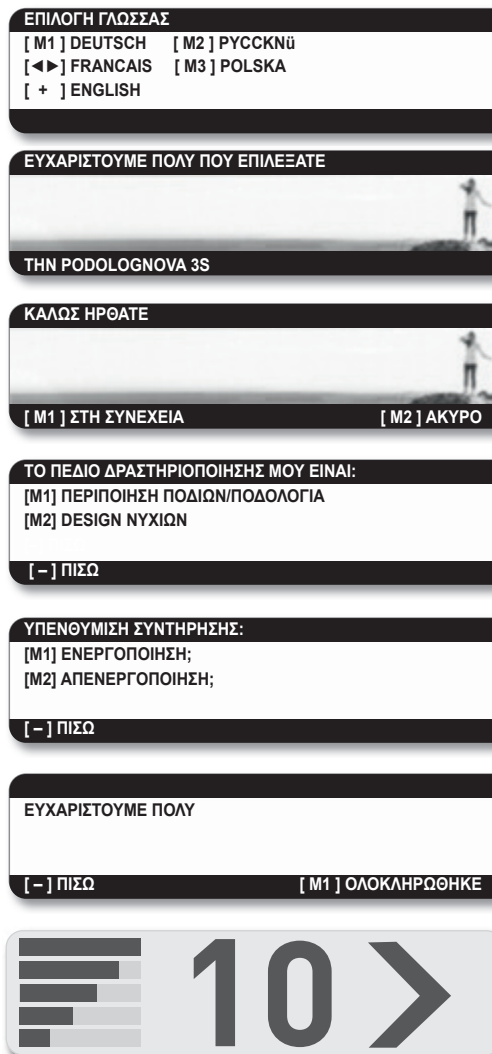 ΕΠΙΛΟΓΗ ΓΛΩΣΣΑΣ
[ M1 ] DEUTSCH [ M2 ] PYCCKNü
[◄►] FRANCAIS [ M3 ] POLSKA
[ + ] ENGLISH
ΕΥΧΑΡΙΣΤΟΥΜΕ ΠΟΛΥ ΠΟΥ ΕΠΙΛΕΞΑΤΕ
ΤΗΝ PODOLOGNOVA 3S
ΚΑΛΩΣ ΗΡΘΑΤΕ
[ M1 ] ΣΤΗ ΣΥΝΕΧΕΙΑ [ M2 ] ΑΚΥΡΟ
ΤΟ ΠΕΔΙΟ ΔΡΑΣΤΗΡΙΟΠΟΙΗΣΗΣ ΜΟΥ ΕΙΝΑΙ:
[M1] ΠΕΡΙΠΟΙΗΣΗ ΠΟΔΙΩΝ/ΠΟΔΟΛΟΓΙΑ
[M2] DESIGN ΝΥΧΙΩΝ
[ – ] ΠΙΣΩ
ΥΠΕΝΘΥΜΙΣΗ ΣΥΝΤΗΡΗΣΗΣ:
[M1] ΕΝΕΡΓΟΠΟΙΗΣΗ;
[M2] ΑΠΕΝΕΡΓΟΠΟΙΗΣΗ;
[ – ] ΠΙΣΩ
ΕΥΧΑΡΙΣΤΟΥΜΕ ΠΟΛΥ
[ – ] ΠΙΣΩ [ M1 ] ΟΛΟΚΛΗΡΩΘΗΚΕ
10 >